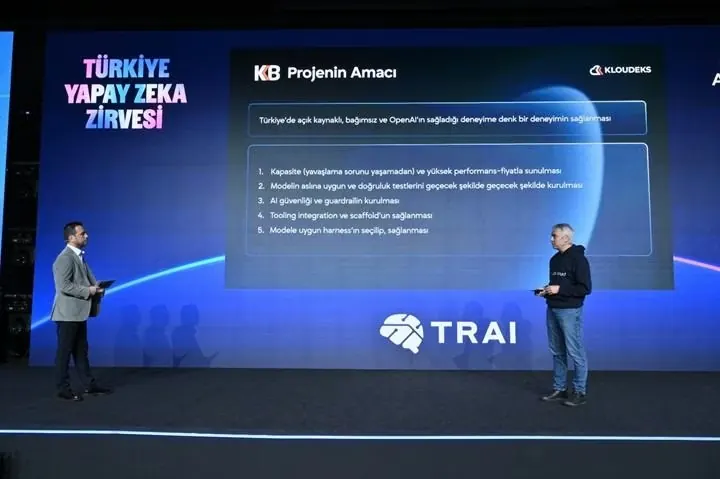 TÜRKİYE
YAPAY ZEKA
ZİRVESİ
KB Projenin Amacı
KLOUDEKS
Türkiye'de açık kaynaklı, bağımsız ve OpenAI'ın sağladığı deneyime denk bir deneyimin sağlanması
1. Kapasite (yavaşlama sorunu yaşamadan) ve yüksek performans-fiyatla sunulması
2. Modelin aslına uygun ve doğruluk testlerini geçecek şekilde geçecek şekilde kurulması
3. AI güvenliği ve guardrailin kurulması
4. Tooling integration ve scaffold'un sağlanması
5. Modele uygun harness'ın seçilip, sağlanması
TRAI